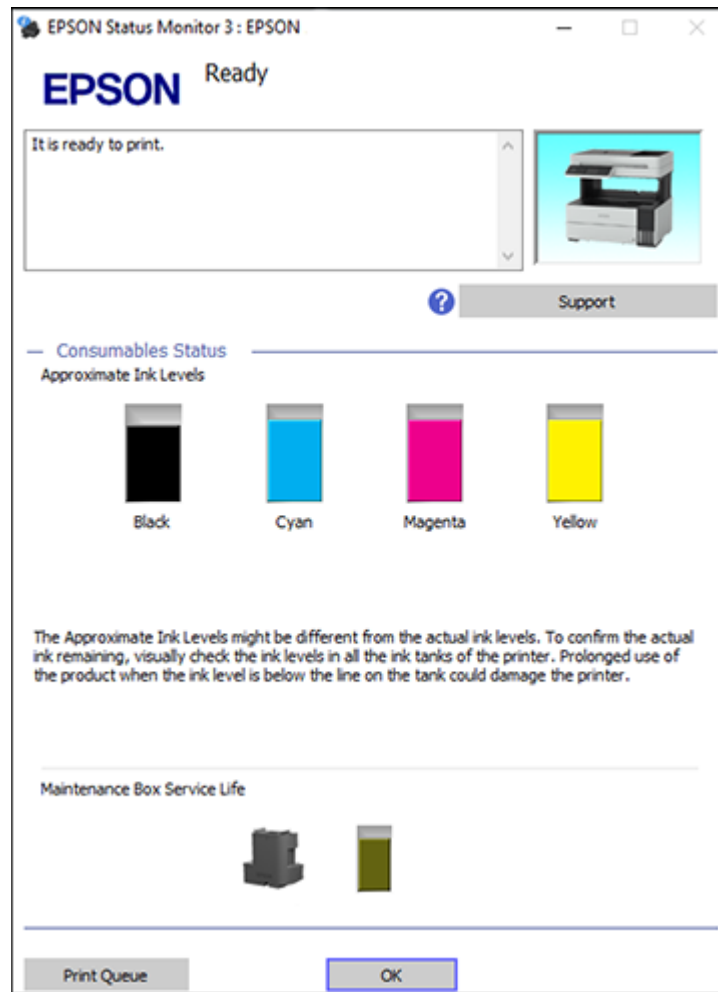 EPSON Status Monitor 3 : EPSON
EPSON
Ready
It is ready to print.
?
Support
Consumables Status
Approximate Ink Levels
Black Cyan Magenta Yellow
The Approximate Ink Levels might be different from the actual ink levels. To confirm the actual
ink remaining, visually check the ink levels in all the ink tanks of the printer. Prolonged use of
the product when the ink level is below the line on the tank could damage the printer.
Maintenance Box Service Life
Print Queue OK